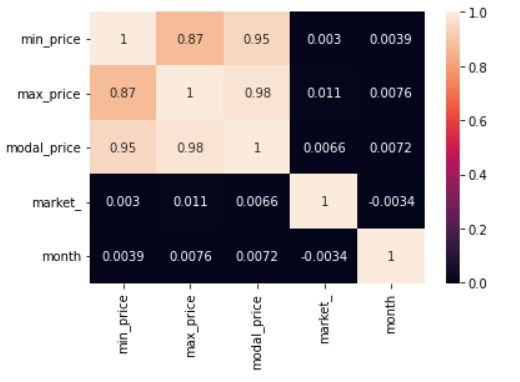 min_price 1 0.87 0.95 0.003 0.0039
max_price 0.87 1 0.98 0.011 0.0076
modal_price 0.95 0.98 1 0.0066 0.0072
market_ 0.003 0.011 0.0066 1 -0.0034
month 0.0039 0.0076 0.0072 -0.0034 1
min_price
max_price
modal_price
market_
month
1.0
0.8
0.6
0.4
0.2
0.0